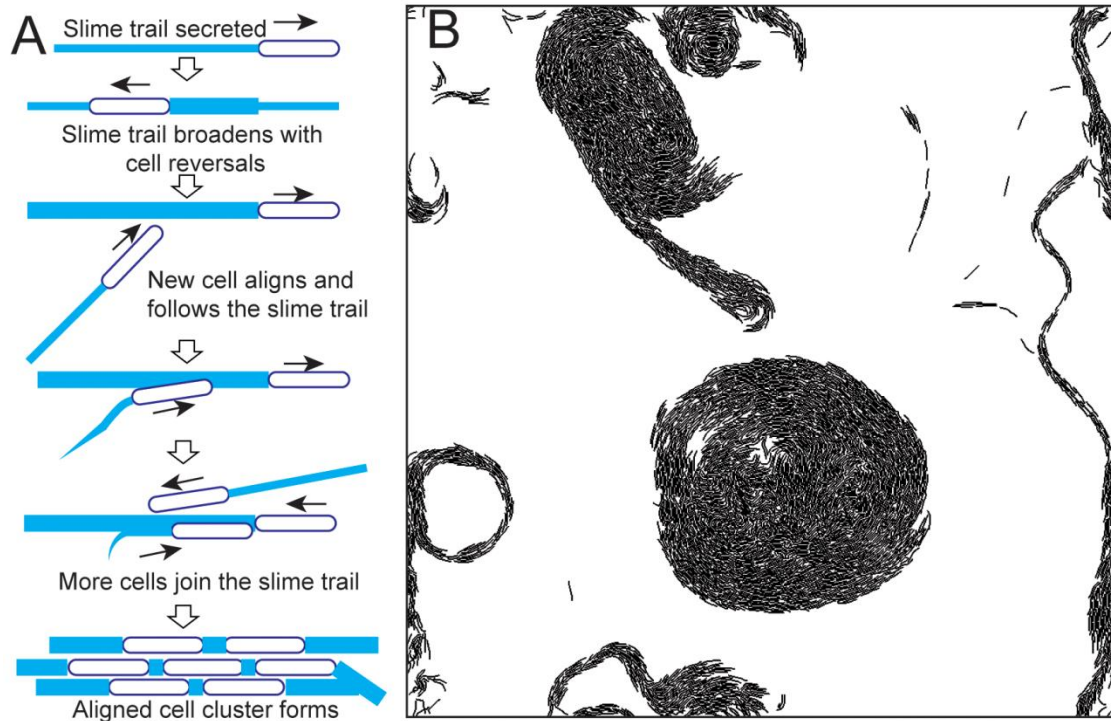 A
Slime trail secreted
Slime trail broadens with
cell reversals
New cell aligns and
follows the slime trail
More cells join the slime trail
Aligned cell cluster forms
B